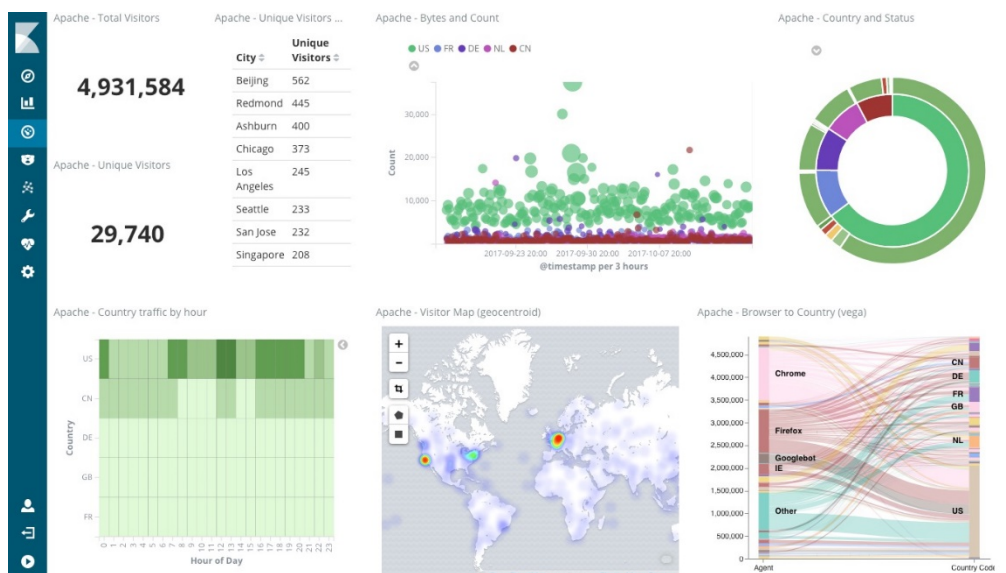 Apache - Total Visitors
4,931,584
Apache - Unique Visitors
29,740
Apache - Unique Visitors ...
City Unique Visitors
Beijing 562
Redmond 445
Ashburn 400
Chicago 373
Los Angeles 245
Seattle 233
San Jose 232
Singapore 208
Apache - Bytes and Count
US FR DE NL CN
Count
30,000
20,000
10,000
2017-09-23 20:00 2017-09-30 20:00 2017-10-07 20:00
@timestamp per 3 hours
Apache - Country and Status
Apache - Country traffic by hour
Country
US
CN
DE
GB
FR
0 1 2 3 4 5 6 7 8 9 10 11 12 13 14 15 16 17 18 19 20 21 22 23
Hour of Day
Apache - Visitor Map (geocentroid)
+
−
Apache - Browser to Country (vega)
4,500,000
4,000,000
3,500,000
3,000,000
2,500,000
2,000,000
1,500,000
1,000,000
500,000
0
Chrome
Firefox
Googlebot
IE
Other
CN
DE
FR
GB
NL
US
Agent Country Code